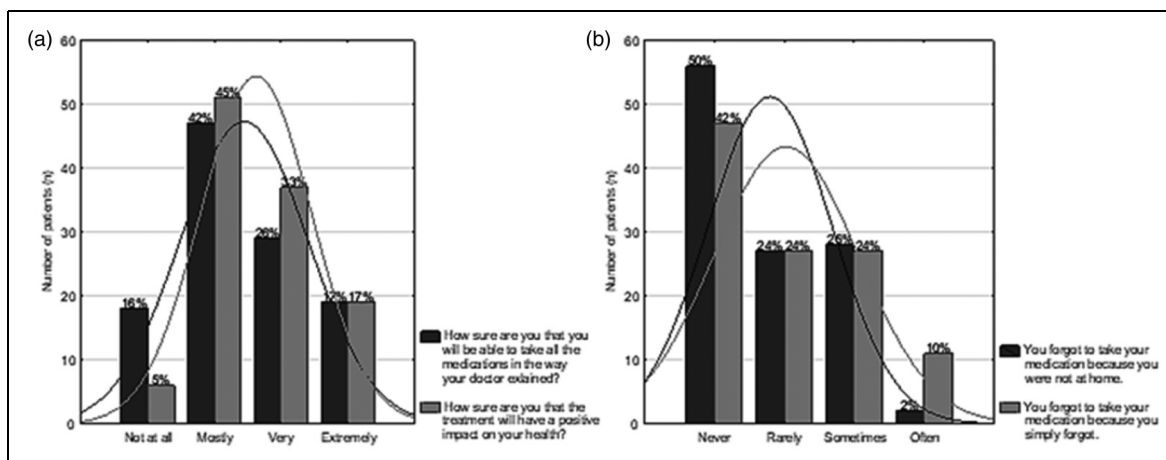 (a)
60
50
40
30
20
10
0
Number of patients (n)
16%
5%
42%
45%
26%
33%
17%
Not at all
Mostly
Very
Extremely
How sure are you that you
will be able to take all the
medications in the way
your doctor exlained?
How sure are you that the
treatment will have a positive
impact on your health?
(b)
60
50
40
30
20
10
0
Number of patients (n)
50%
42%
24%
24%
26%
24%
2%
10%
Never
Rarely
Sometimes
Often
You forgot to take your
medication because you
were not at home.
You forgot to take your
medication because you
simply forgot.